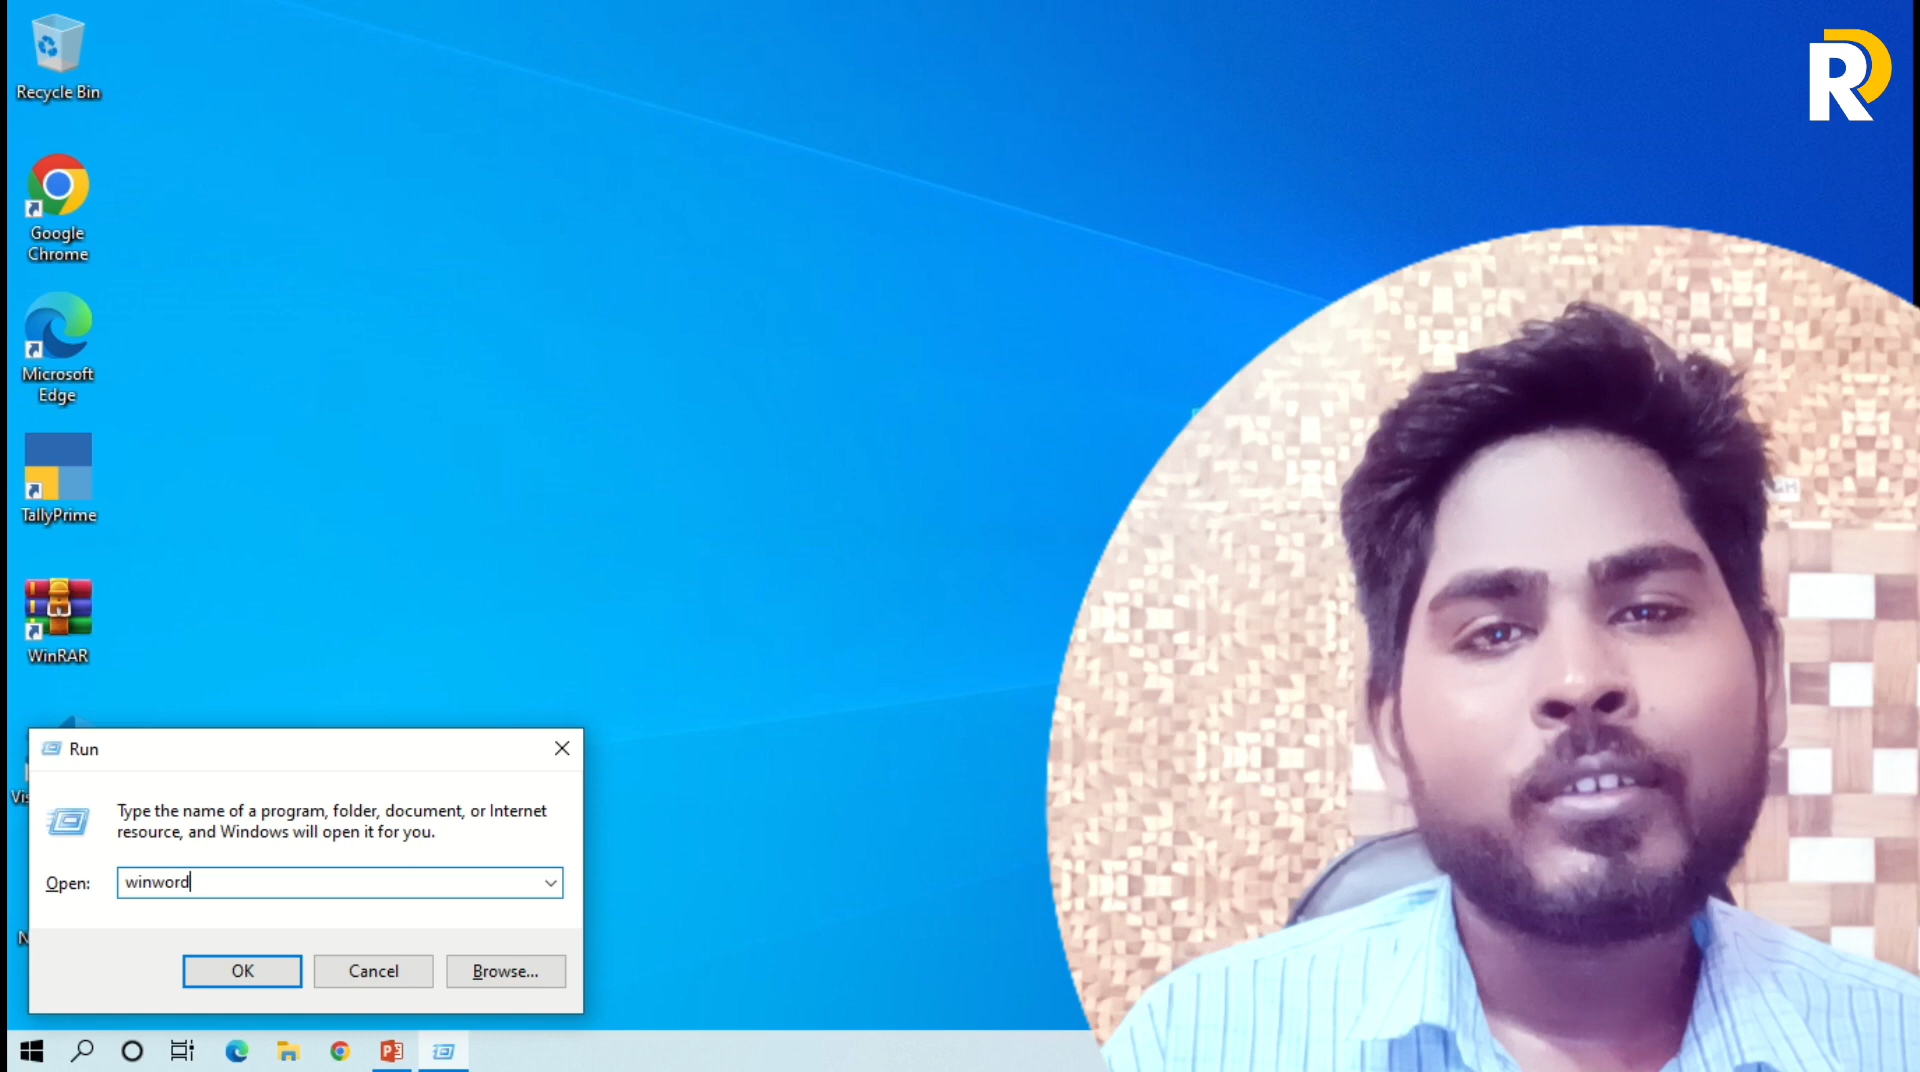 Recycle Bin
Google
Chrome
Microsoft
Edge
TallyPrime
WinRAR
Run
Type the name of a program, folder, document, or Internet
resource, and Windows will open it for you.
Open:
winword
OK
Cancel
Browse...